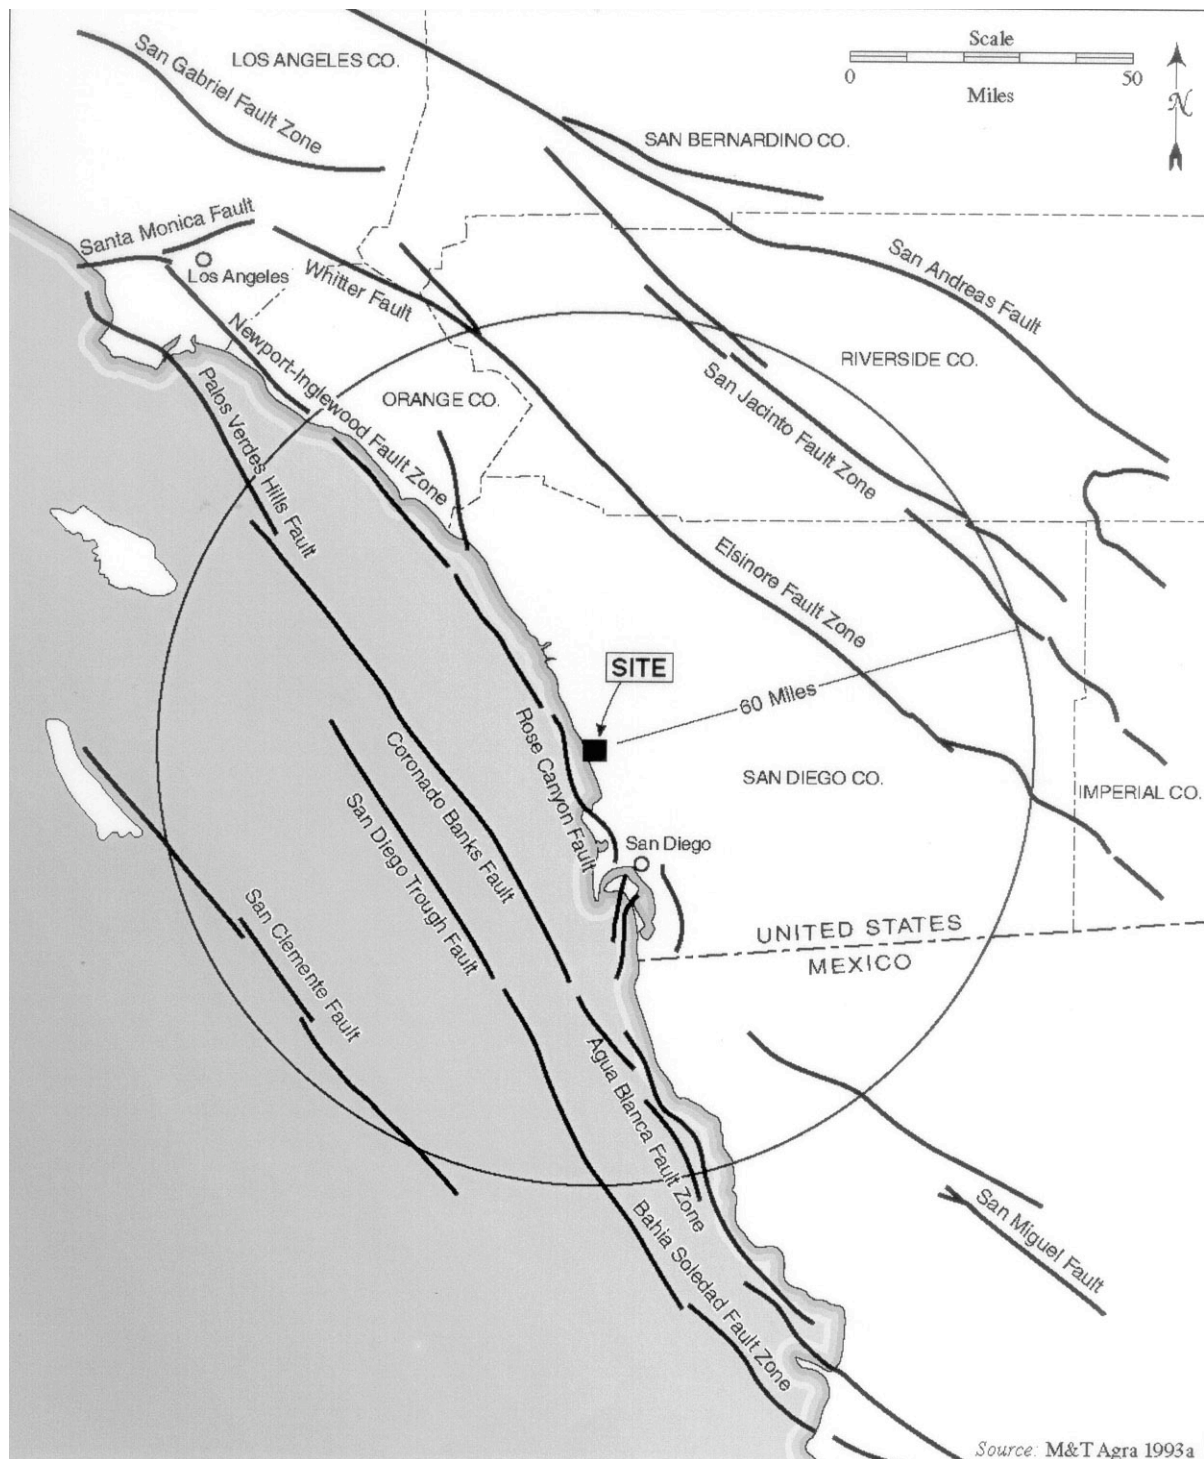 Scale
0 50
Miles
N
San Gabriel Fault Zone
LOS ANGELES CO.
SAN BERNARDINO CO.
Santa Monica Fault
Los Angeles
Whitter Fault
San Andreas Fault
Newport-Inglewood Fault Zone
RIVERSIDE CO.
ORANGE CO.
San Jacinto Fault Zone
Palos Verdes Hills Fault
Elsinore Fault Zone
SITE
60 Miles
Rose Canyon Fault
Coronado Banks Fault
SAN DIEGO CO.
IMPERIAL CO.
San Diego Trough Fault
San Diego
San Clemente Fault
UNITED STATES
MEXICO
Agua Blanca Fault Zone
San Miguel Fault
Bahia Soledad Fault Zone
Source: M&T Agra 1993a